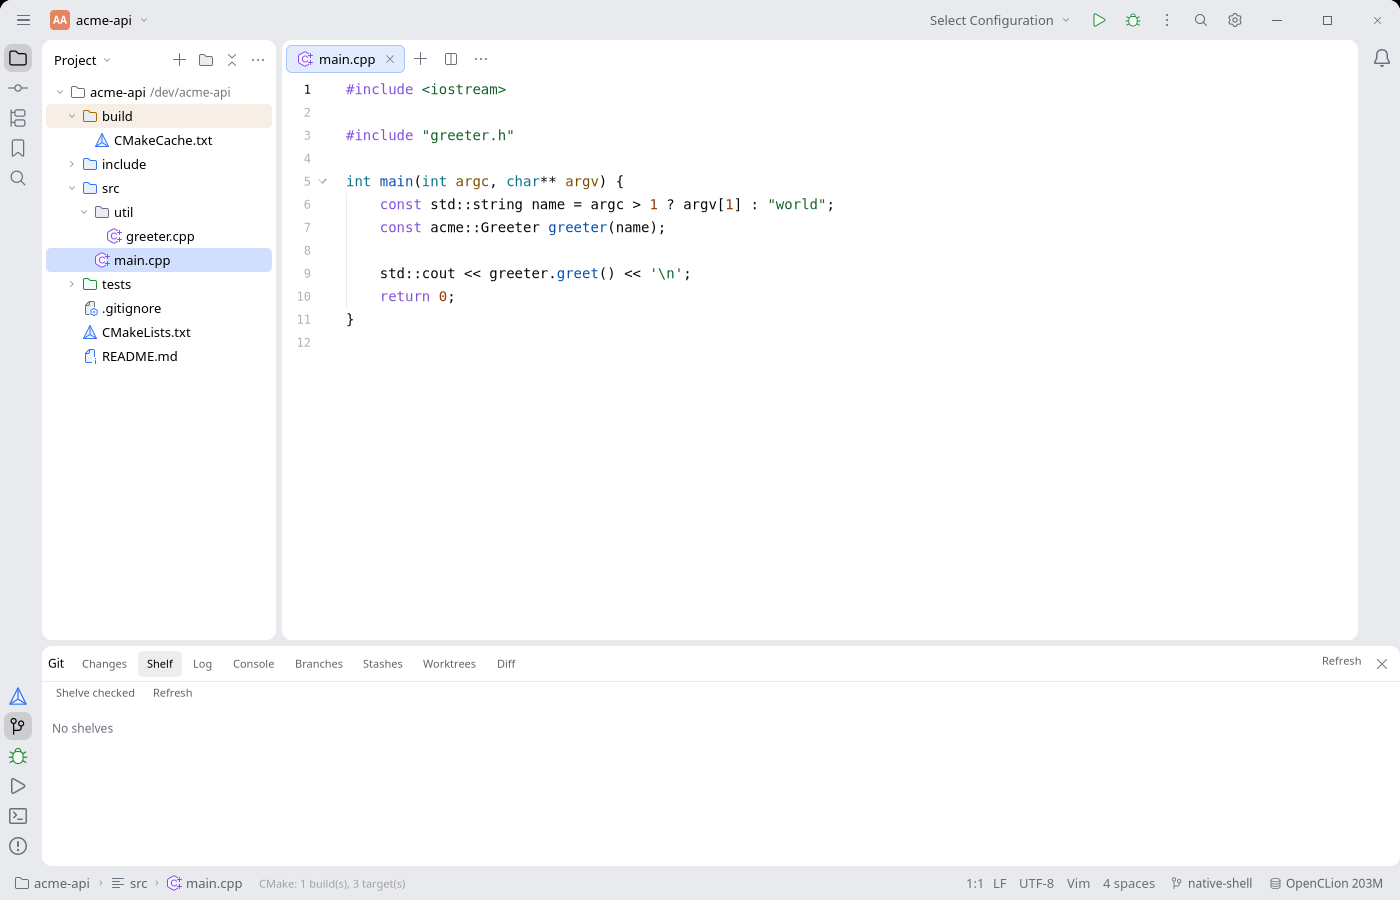 AA acme-api
Select Configuration
Project
main.cpp
acme-api /dev/acme-api
build
CMakeCache.txt
include
src
util
greeter.cpp
main.cpp
tests
.gitignore
CMakeLists.txt
README.md
1 #include <iostream>
2
3 #include "greeter.h"
4
5 int main(int argc, char** argv) {
6 const std::string name = argc > 1 ? argv[1] : "world";
7 const acme::Greeter greeter(name);
8
9 std::cout << greeter.greet() << '\n';
10 return 0;
11 }
12
Git Changes Shelf Log Console Branches Stashes Worktrees Diff Refresh
Shelve checked Refresh
No shelves
acme-api src main.cpp CMake: 1 build(s), 3 target(s) 1:1 LF UTF-8 Vim 4 spaces native-shell OpenCLion 203M